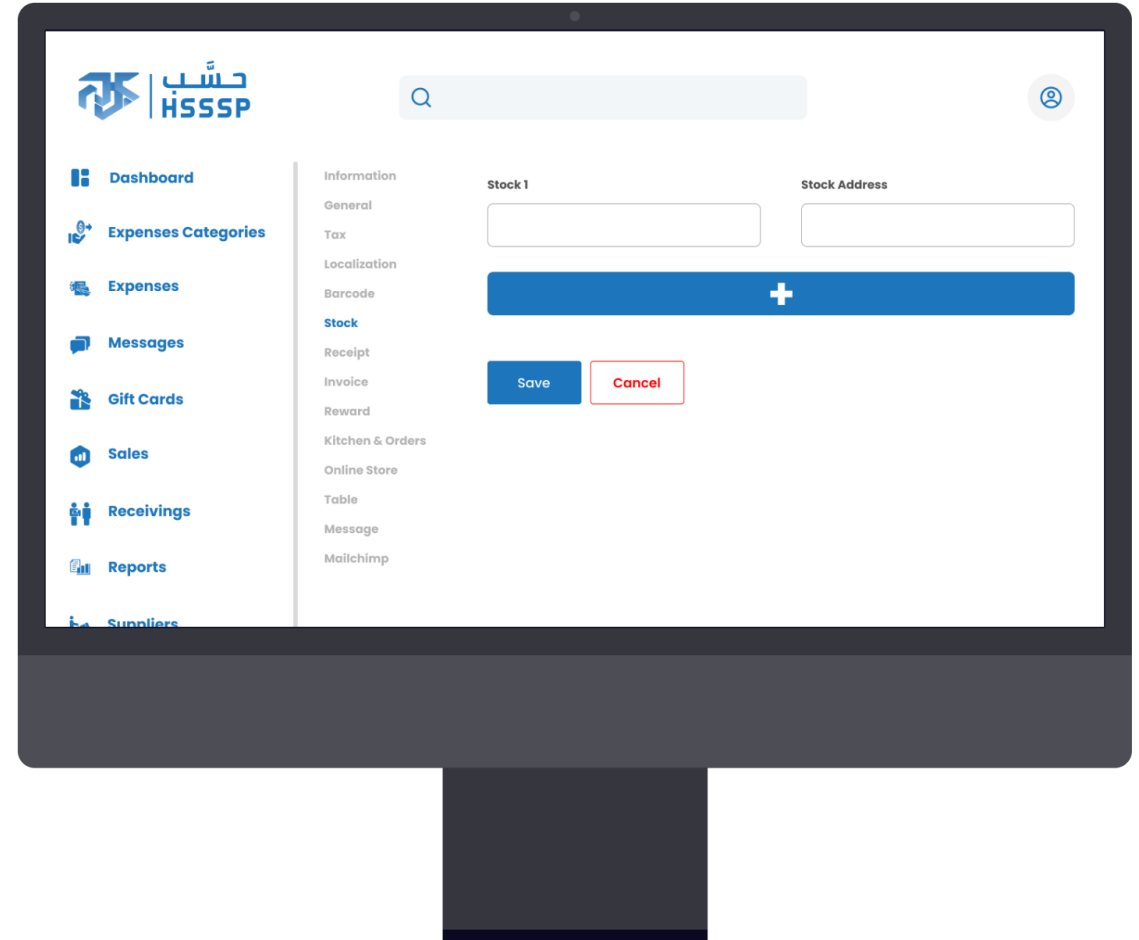 حسَّب
HSSSP
Dashboard
Expenses Categories
Expenses
Messages
Gift Cards
Sales
Receivings
Reports
Suppliers
Information
General
Tax
Localization
Barcode
Stock
Receipt
Invoice
Reward
Kitchen & Orders
Online Store
Table
Message
Mailchimp
Stock 1
Stock Address
Save
Cancel